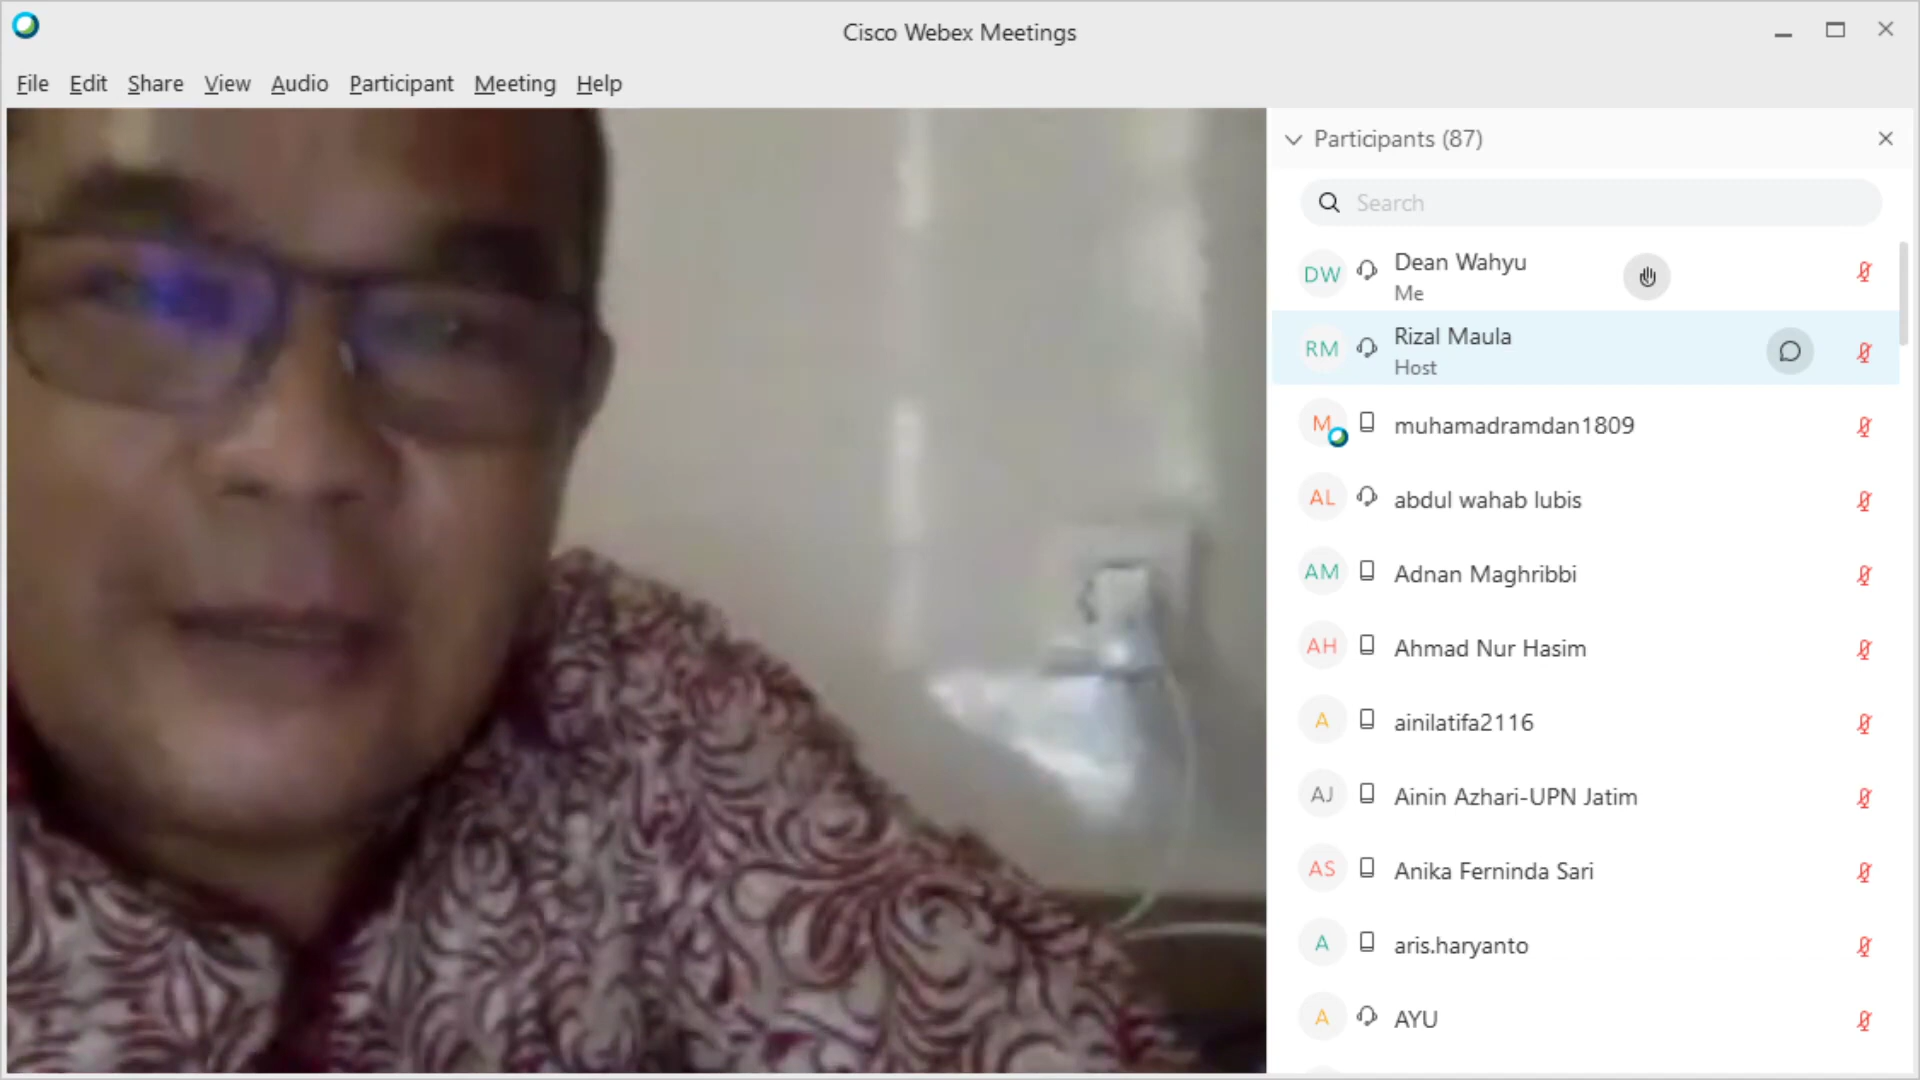 Cisco Webex Meetings
File Edit Share View Audio Participant Meeting Help
Participants (87)
Search
DW Dean Wahyu
Me
RM Rizal Maula
Host
M muhamadramdan1809
AL abdul wahab lubis
AM Adnan Maghribbi
AH Ahmad Nur Hasim
A ainilatifa2116
AJ Ainin Azhari-UPN Jatim
AS Anika Ferninda Sari
A aris.haryanto
A AYU